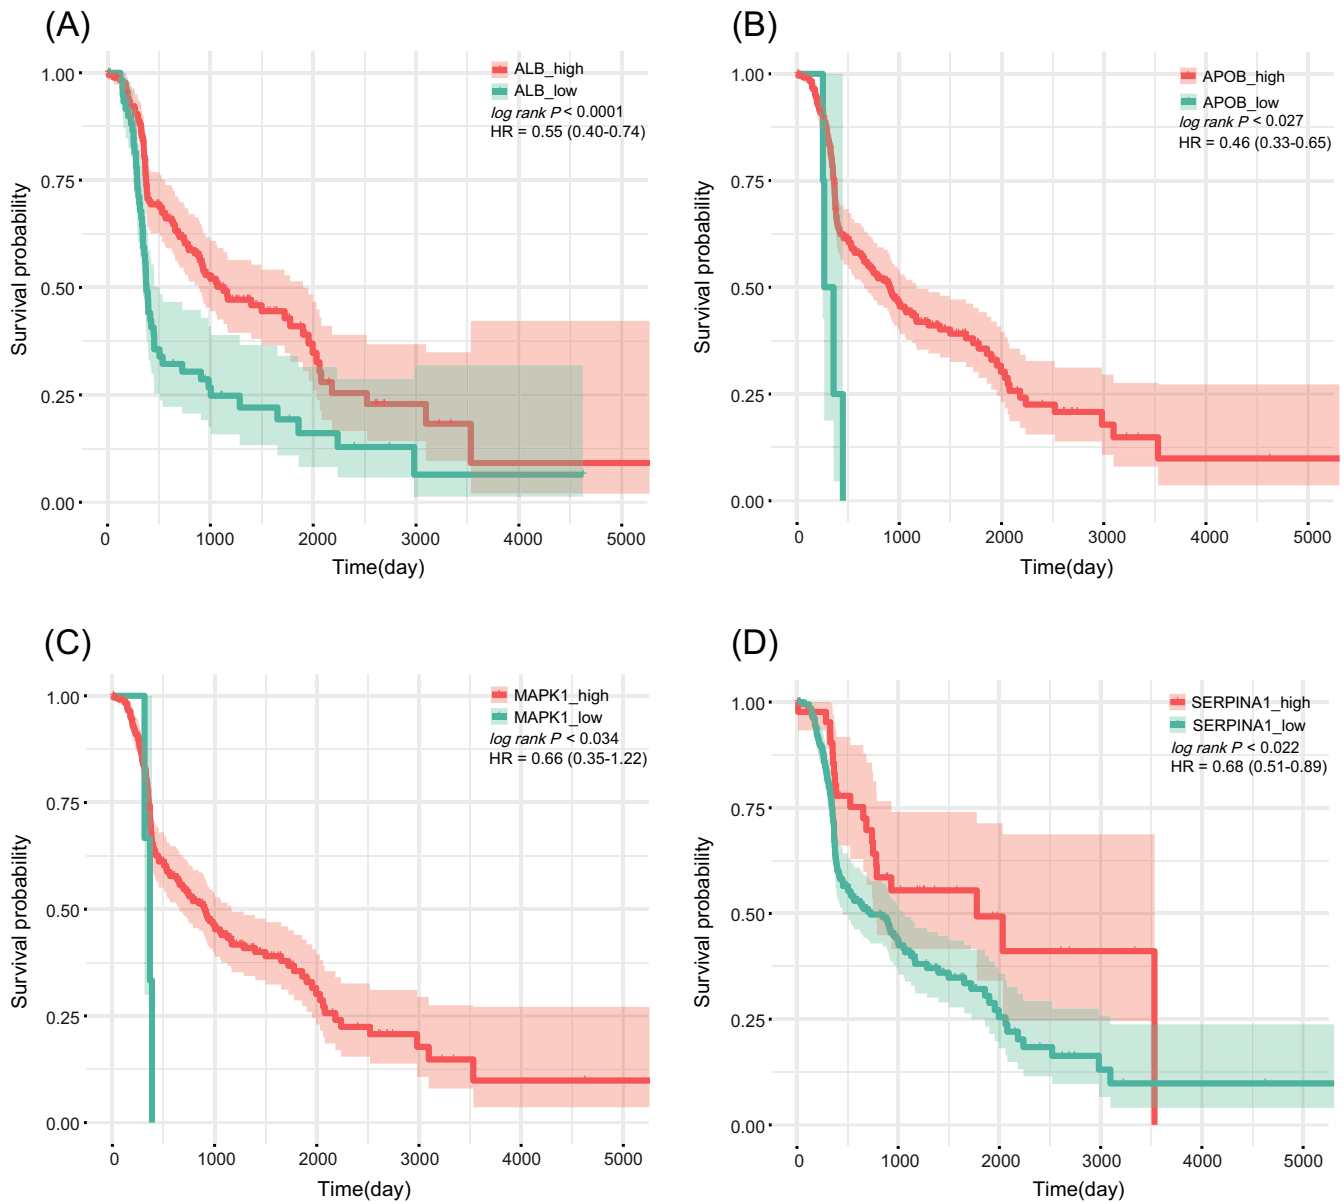 (A)
Survival probability
1.00
0.75
0.50
0.25
0.00
ALB_high
ALB_low
log rank P < 0.0001
HR = 0.55 (0.40-0.74)
0 1000 2000 3000 4000 5000
Time(day)
(B)
Survival probability
1.00
0.75
0.50
0.25
0.00
APOB_high
APOB_low
log rank P < 0.027
HR = 0.46 (0.33-0.65)
0 1000 2000 3000 4000 5000
Time(day)
(C)
Survival probability
1.00
0.75
0.50
0.25
0.00
MAPK1_high
MAPK1_low
log rank P < 0.034
HR = 0.66 (0.35-1.22)
0 1000 2000 3000 4000 5000
Time(day)
(D)
Survival probability
1.00
0.75
0.50
0.25
0.00
SERPINA1_high
SERPINA1_low
log rank P < 0.022
HR = 0.68 (0.51-0.89)
0 1000 2000 3000 4000 5000
Time(day)